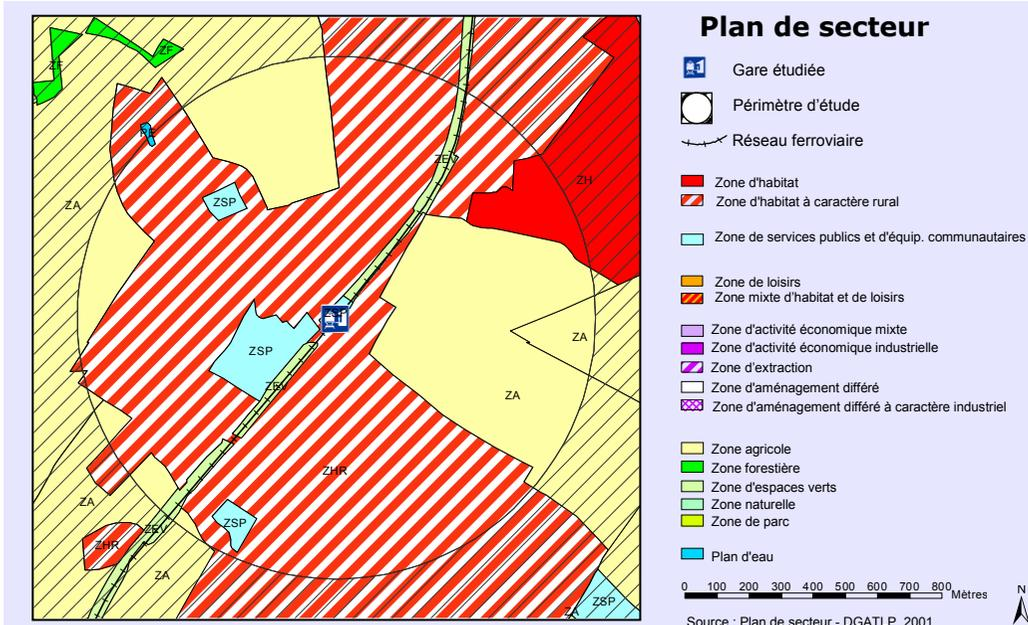 Plan de secteur
Gare étudiée
Périmètre d'étude
Réseau ferroviaire
Zone d'habitat
Zone d'habitat à caractère rural
Zone de services publics et d'équip. communautaires
Zone de loisirs
Zone mixte d'habitat et de loisirs
Zone d'activité économique mixte
Zone d'activité économique industrielle
Zone d'extraction
Zone d'aménagement différé
Zone d'aménagement différé à caractère industriel
Zone agricole
Zone forestière
Zone d'espaces verts
Zone naturelle
Zone de parc
Plan d'eau
0 100 200 300 400 500 600 700 800 Mètres
N
Source : Plan de secteur - DGATLP, 2001
ZF
ZF
PE
ZEV
ZH
ZSP
ZA
ZSP
ZA
ZSP
ZEV
ZA
ZHR
ZA
ZSP
ZEV
ZHR
ZA
ZSP
ZA